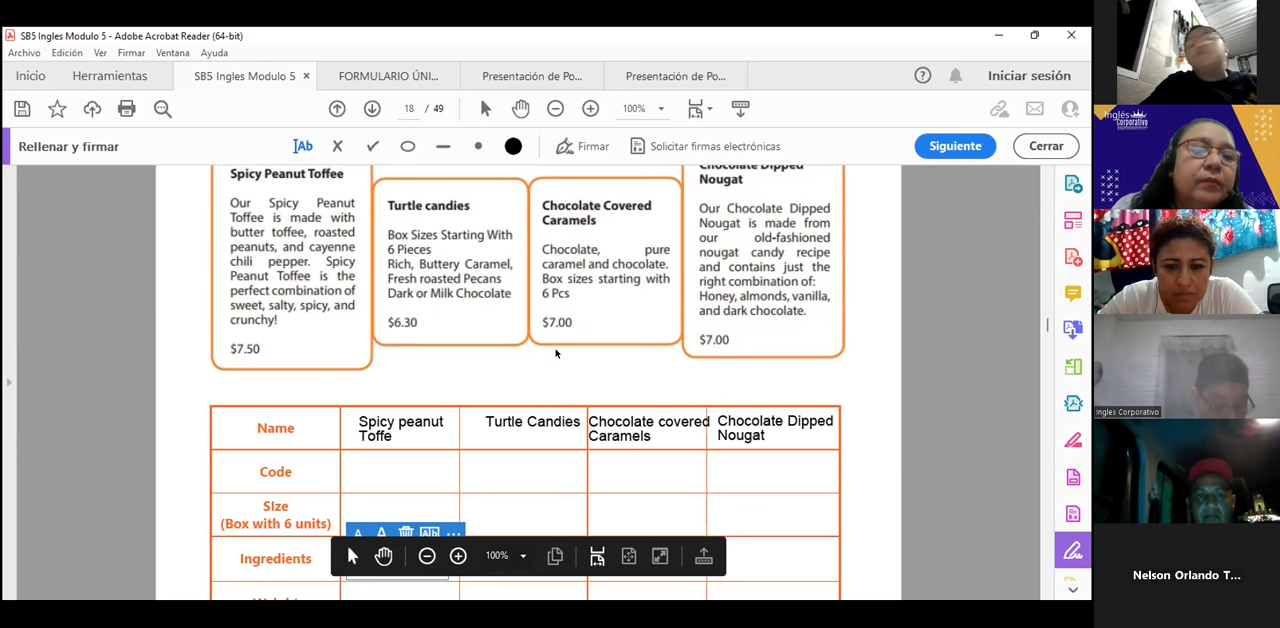 SB5 Ingles Modulo 5 - Adobe Acrobat Reader (64-bit)
Archivo Edición Ver Firmar Ventana Ayuda
Inicio Herramientas SB5 Ingles Modulo 5 × FORMULARIO ÚNI... Presentación de Po... Presentación de Po... Iniciar sesión
18 / 49 100%
Rellenar y firmar Ab Firmar Solicitar firmas electrónicas Siguiente Cerrar
Spicy Peanut Toffee
Our Spicy Peanut
Toffee is made with
butter toffee, roasted
peanuts, and cayenne
chili pepper. Spicy
Peanut Toffee is the
perfect combination of
sweet, salty, spicy, and
crunchy!
$7.50
Turtle candies
Box Sizes Starting With
6 Pieces
Rich, Buttery Caramel,
Fresh roasted Pecans
Dark or Milk Chocolate
$6.30
Chocolate Covered
Caramels
Chocolate, pure
caramel and chocolate.
Box sizes starting with
6 Pcs
$7.00
Chocolate Dipped
Nougat
Our Chocolate Dipped
Nougat is made from
our old-fashioned
nougat candy recipe
and contains just the
right combination of:
Honey, almonds, vanilla,
and dark chocolate.
$7.00
Name
Spicy peanut
Toffe
Turtle Candies
Chocolate covered
Caramels
Chocolate Dipped
Nougat
Code
SIze
(Box with 6 units)
Ingredients
100%
Inglés
Corporativo
Ingles Corporativo
Nelson Orlando T...